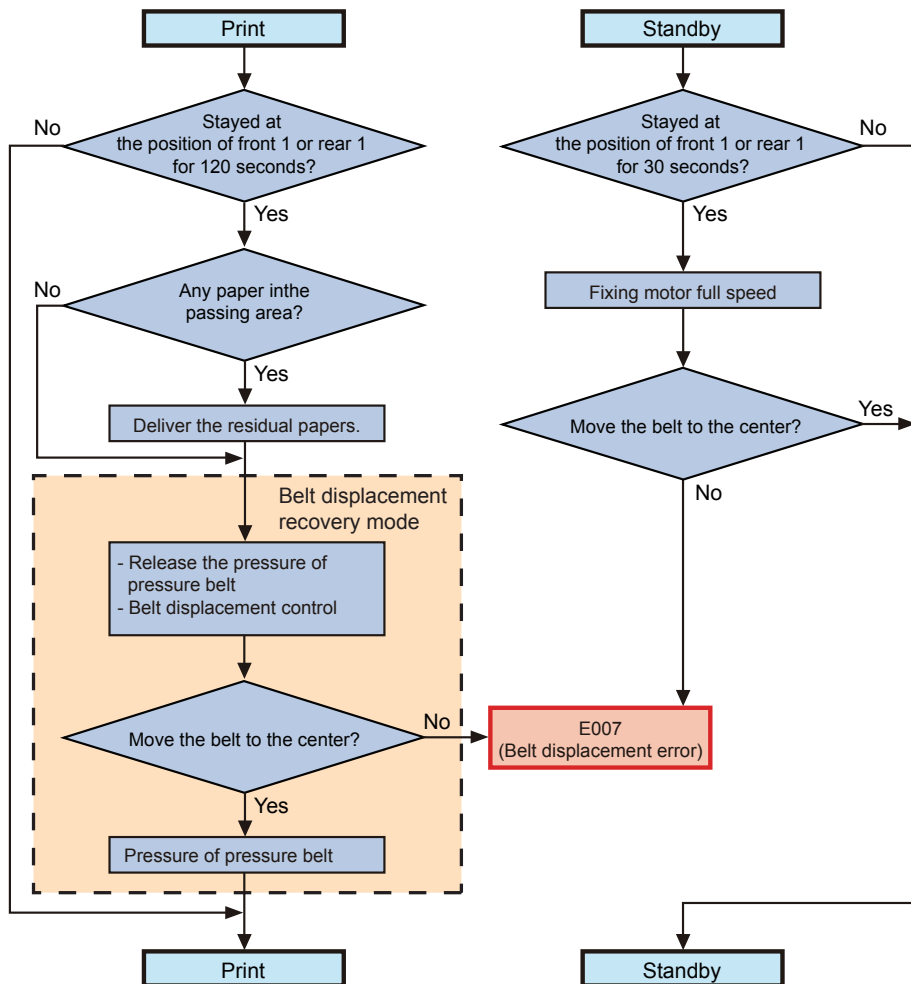 Print
Stayed at
the position of front 1 or rear 1
for 120 seconds?
No
Yes
Any paper inthe
passing area?
No
Yes
Deliver the residual papers.
Belt displacement
recovery mode
- Release the pressure of
pressure belt
- Belt displacement control
Move the belt to the center?
No
Yes
Pressure of pressure belt
Print
Standby
Stayed at
the position of front 1 or rear 1
for 30 seconds?
No
Yes
Fixing motor full speed
Move the belt to the center?
Yes
No
E007
(Belt displacement error)
Standby